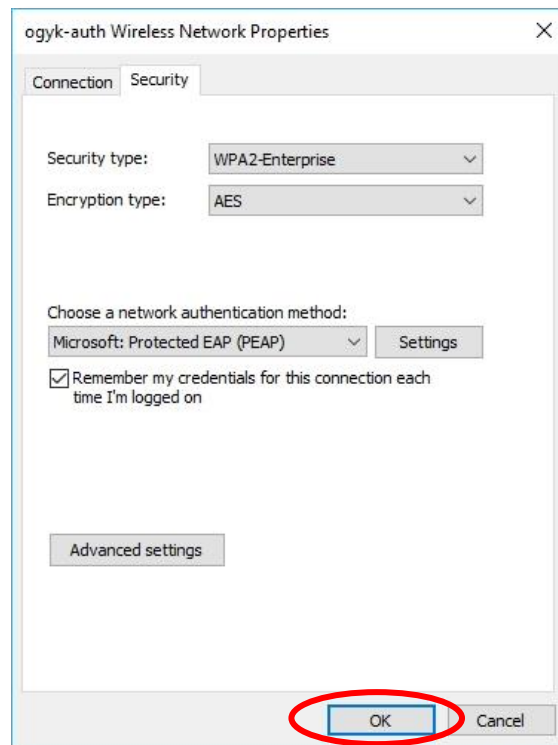 ogyk-auth Wireless Network Properties
Connection Security
Security type: WPA2-Enterprise
Encryption type: AES
Choose a network authentication method:
Microsoft: Protected EAP (PEAP) Settings
Remember my credentials for this connection each
time I'm logged on
Advanced settings
OK Cancel